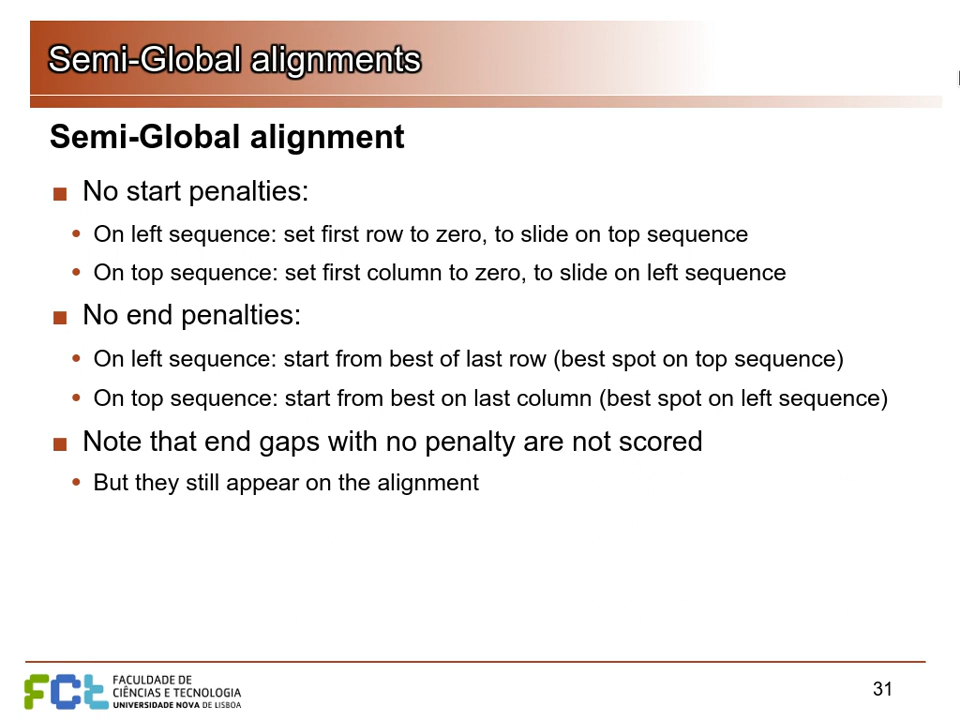 Semi-Global alignments
Semi-Global alignment
No start penalties:
On left sequence: set first row to zero, to slide on top sequence
On top sequence: set first column to zero, to slide on left sequence
No end penalties:
On left sequence: start from best of last row (best spot on top sequence)
On top sequence: start from best on last column (best spot on left sequence)
Note that end gaps with no penalty are not scored
But they still appear on the alignment
FCt
FACULDADE DE
CIÊNCIAS E TECNOLOGIA
UNIVERSIDADE NOVA DE LISBOA
31